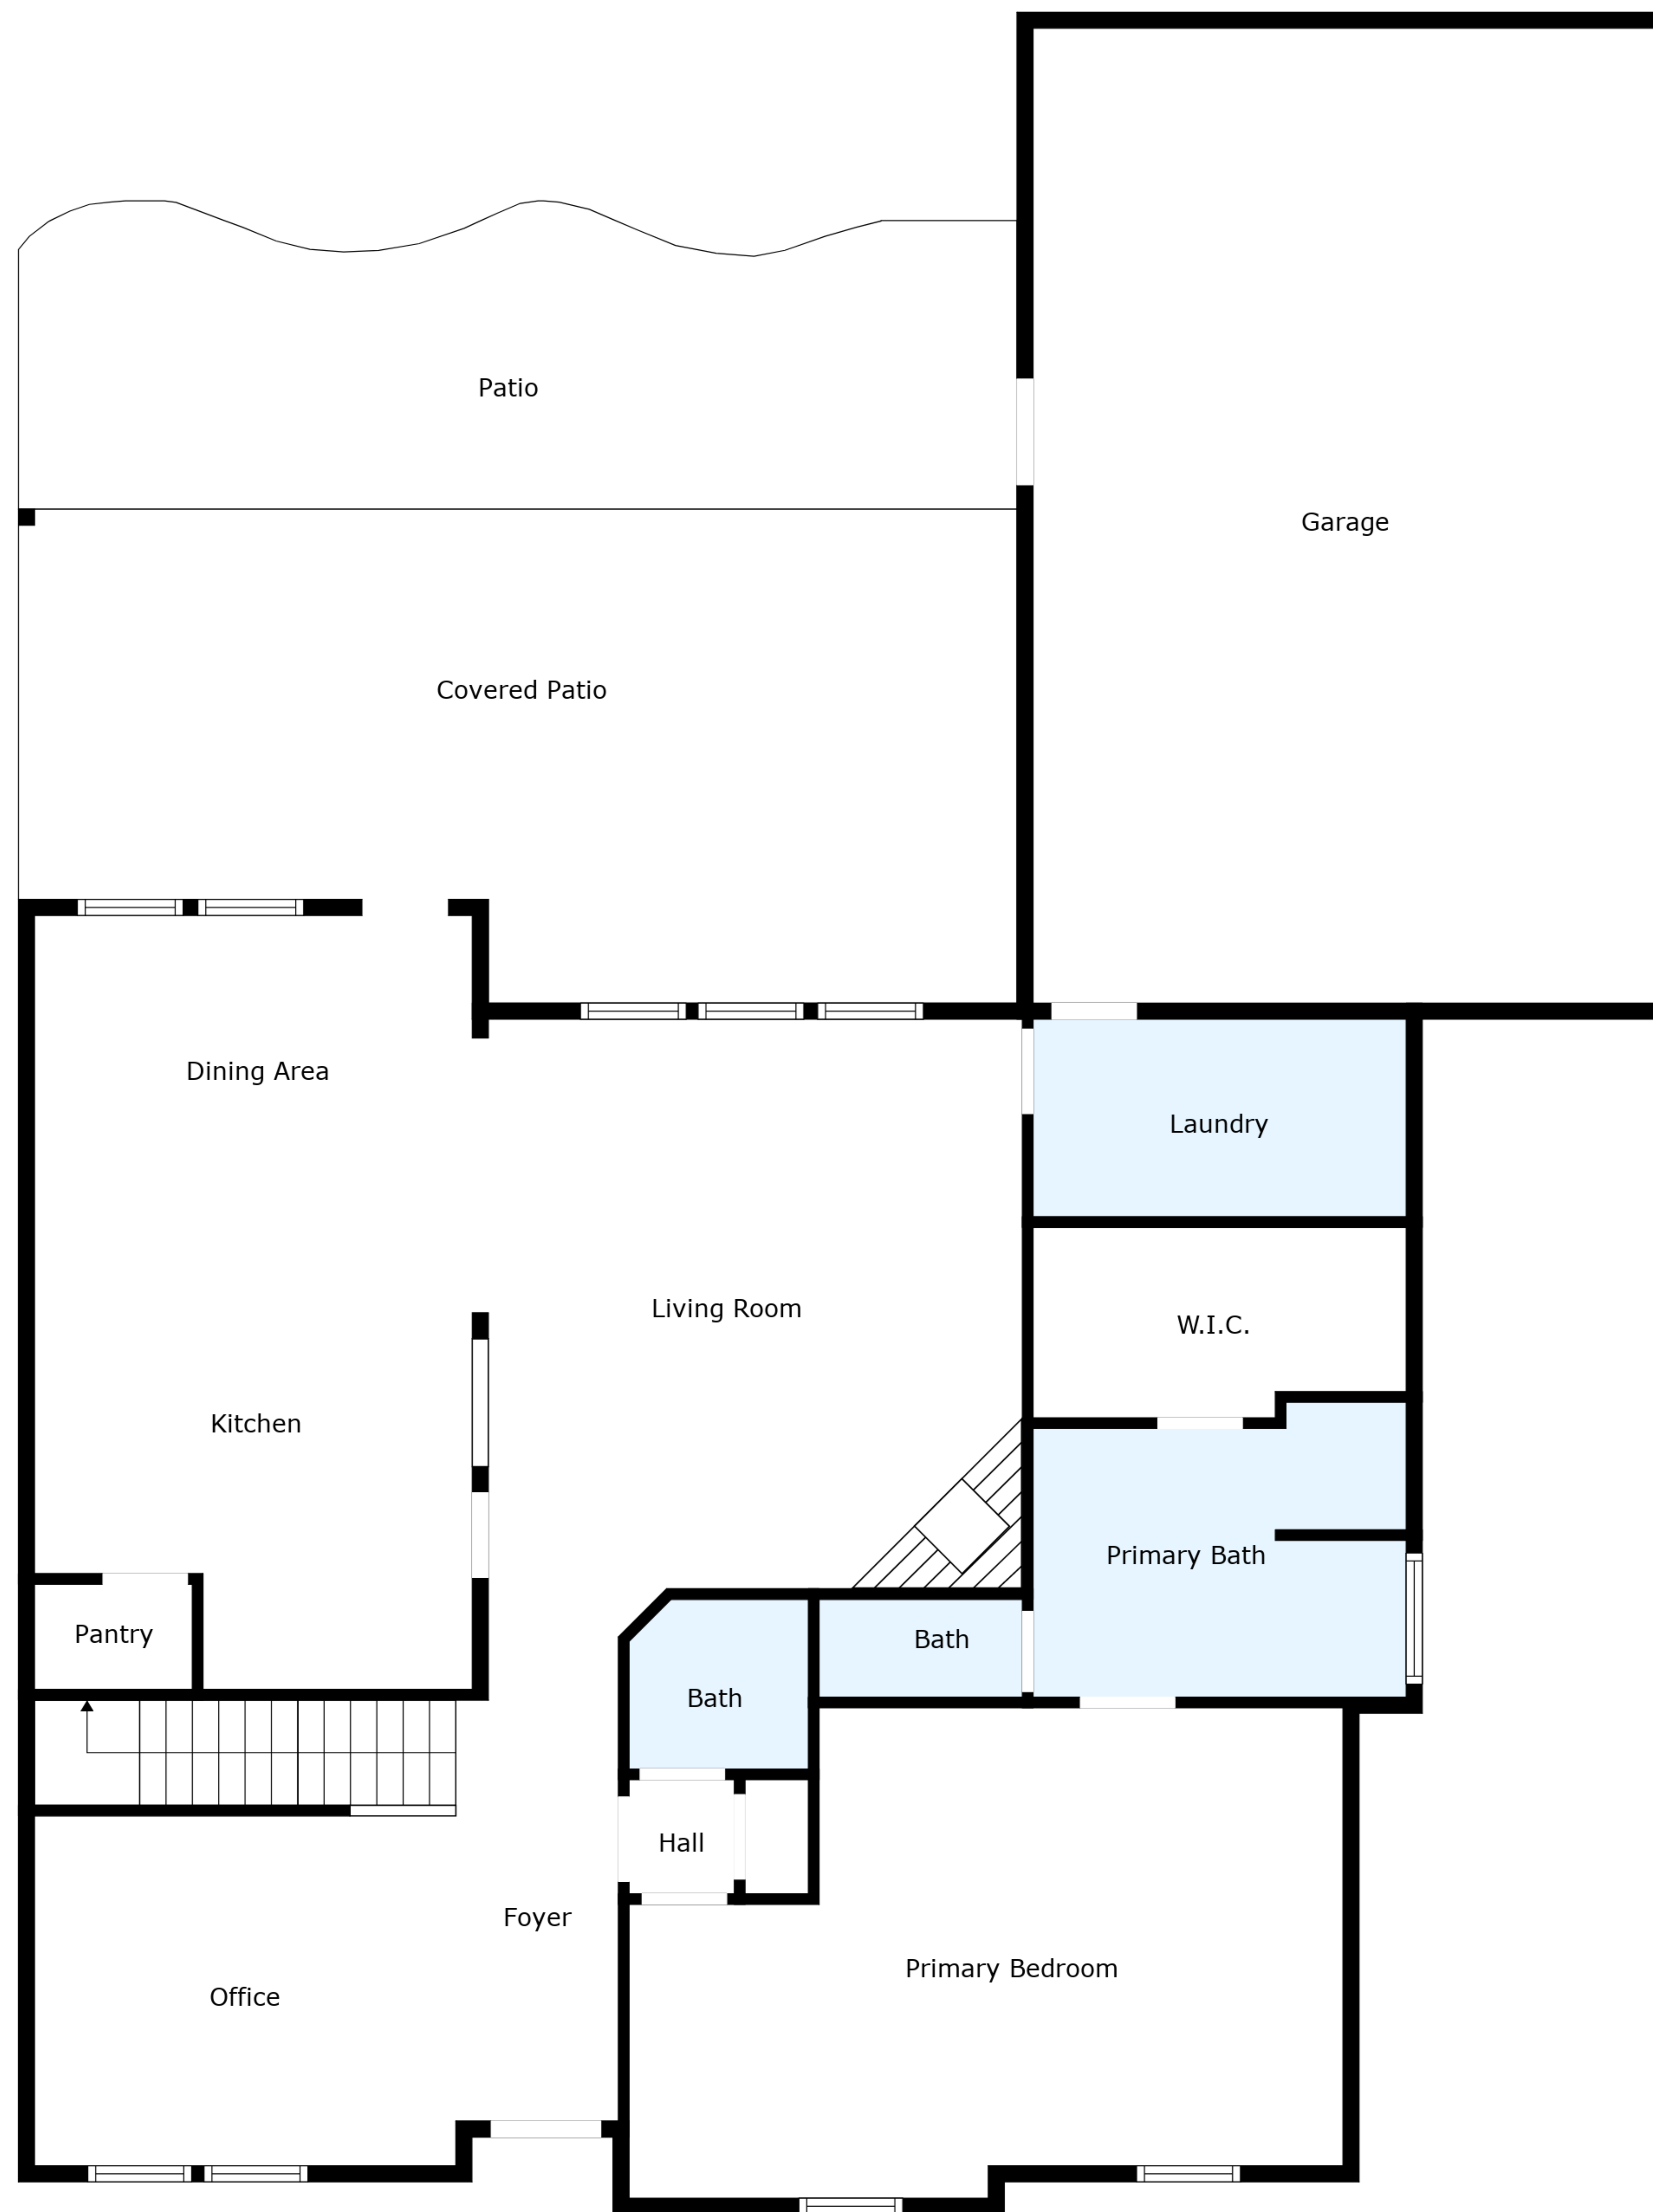 Patio
Garage
Covered Patio
Dining Area
Laundry
Living Room
W.I.C.
Kitchen
Primary Bath
Pantry
Bath
Bath
Hall
Foyer
Primary Bedroom
Office